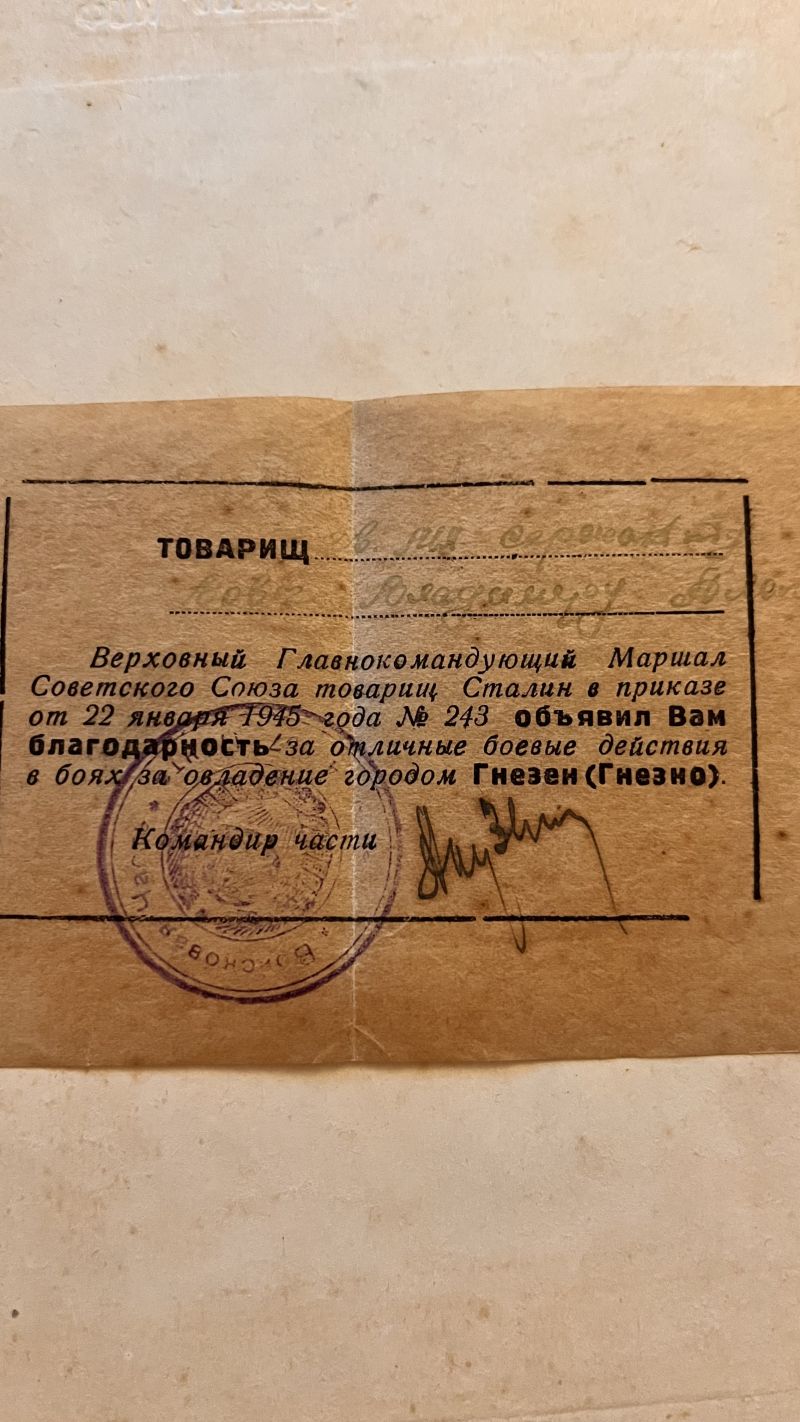 ТОВАРИЩ
Владимиру
Верховный Главнокомандующий Маршал
Советского Союза товарищ Сталин в приказе
от 22 января 1945 года № 243 объявил Вам
благодарность за отличные боевые действия
в боях за овладение городом Гнезен (Гнезно).
Командир части